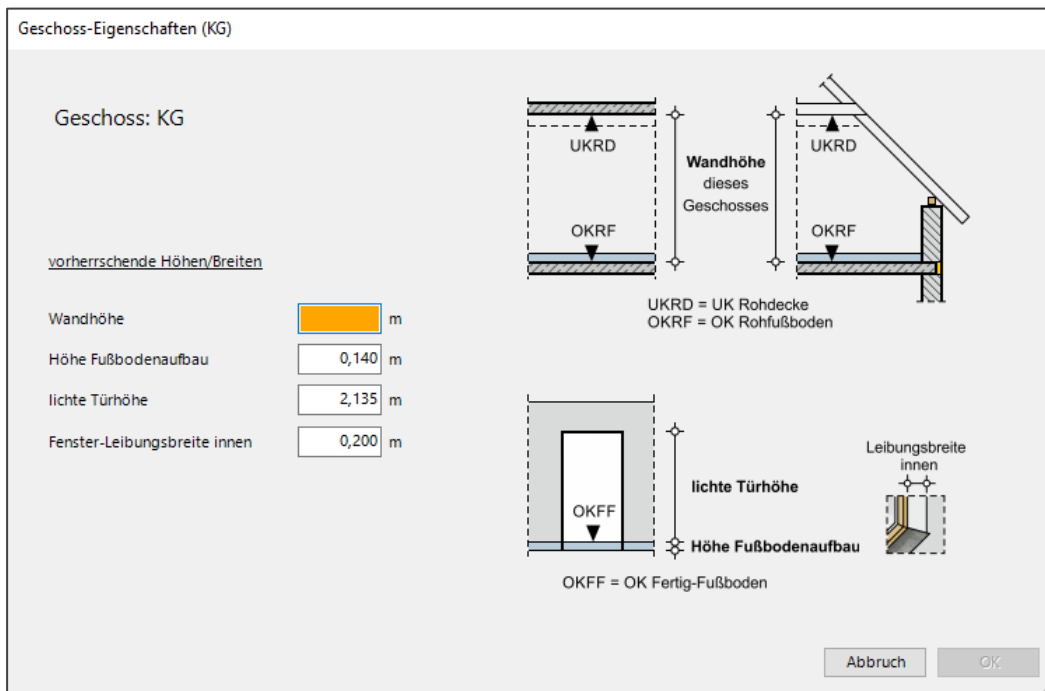 Geschoss-Eigenschaften (KG)
Geschoss: KG
vorherrschende Höhen/Breiten
Wandhöhe m
Höhe Fußbodenaufbau 0,140 m
lichte Türhöhe 2,135 m
Fenster-Leibungsbreite innen 0,200 m
UKRD
UKRD
Wandhöhe
dieses
Geschosses
OKRF
OKRF
UKRD = UK Rohdecke
OKRF = OK Rohfußboden
Leibungsbreite
innen
lichte Türhöhe
OKFF
Höhe Fußbodenaufbau
OKFF = OK Fertig-Fußboden
Abbruch
OK